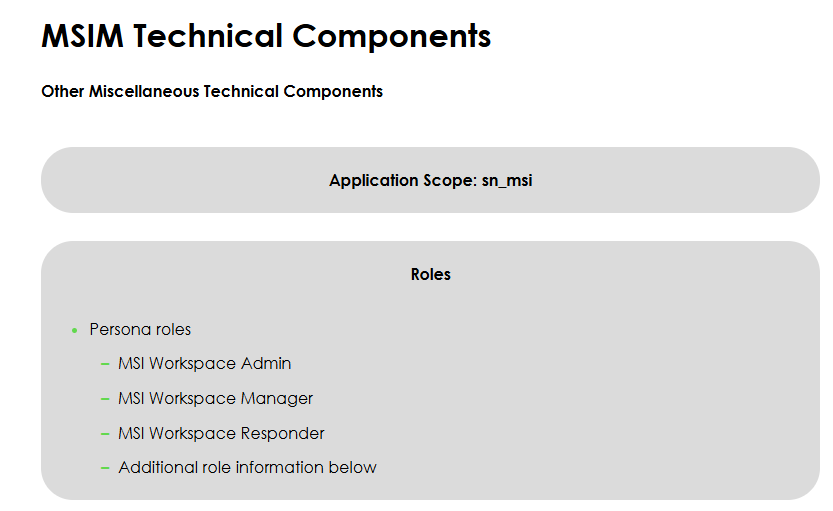 MSIM Technical Components
Other Miscellaneous Technical Components
Application Scope: sn_msi
Roles
• Persona roles
– MSI Workspace Admin
– MSI Workspace Manager
– MSI Workspace Responder
– Additional role information below